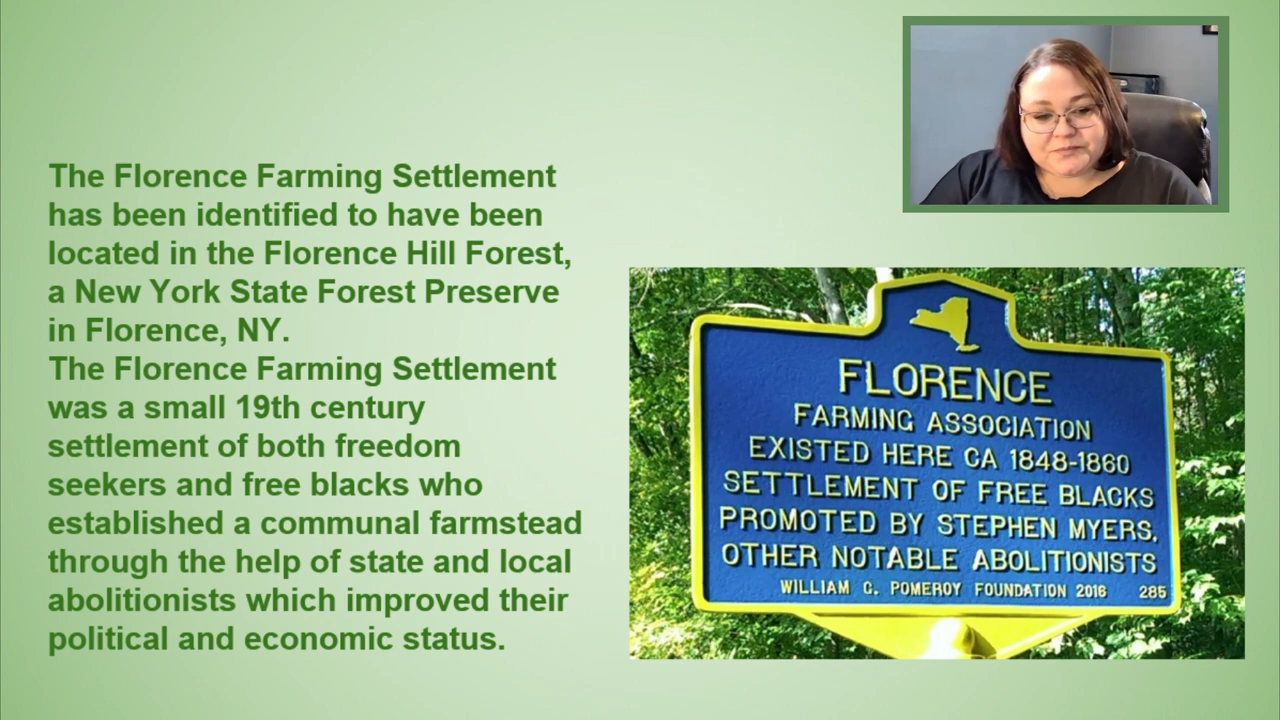 The Florence Farming Settlement
has been identified to have been
located in the Florence Hill Forest,
a New York State Forest Preserve
in Florence, NY.
The Florence Farming Settlement
was a small 19th century
settlement of both freedom
seekers and free blacks who
established a communal farmstead
through the help of state and local
abolitionists which improved their
political and economic status.
FLORENCE
FARMING ASSOCIATION
EXISTED HERE CA 1848-1860
SETTLEMENT OF FREE BLACKS
PROMOTED BY STEPHEN MYERS,
OTHER NOTABLE ABOLITIONISTS
WILLIAM G. POMEROY FOUNDATION 2016 285